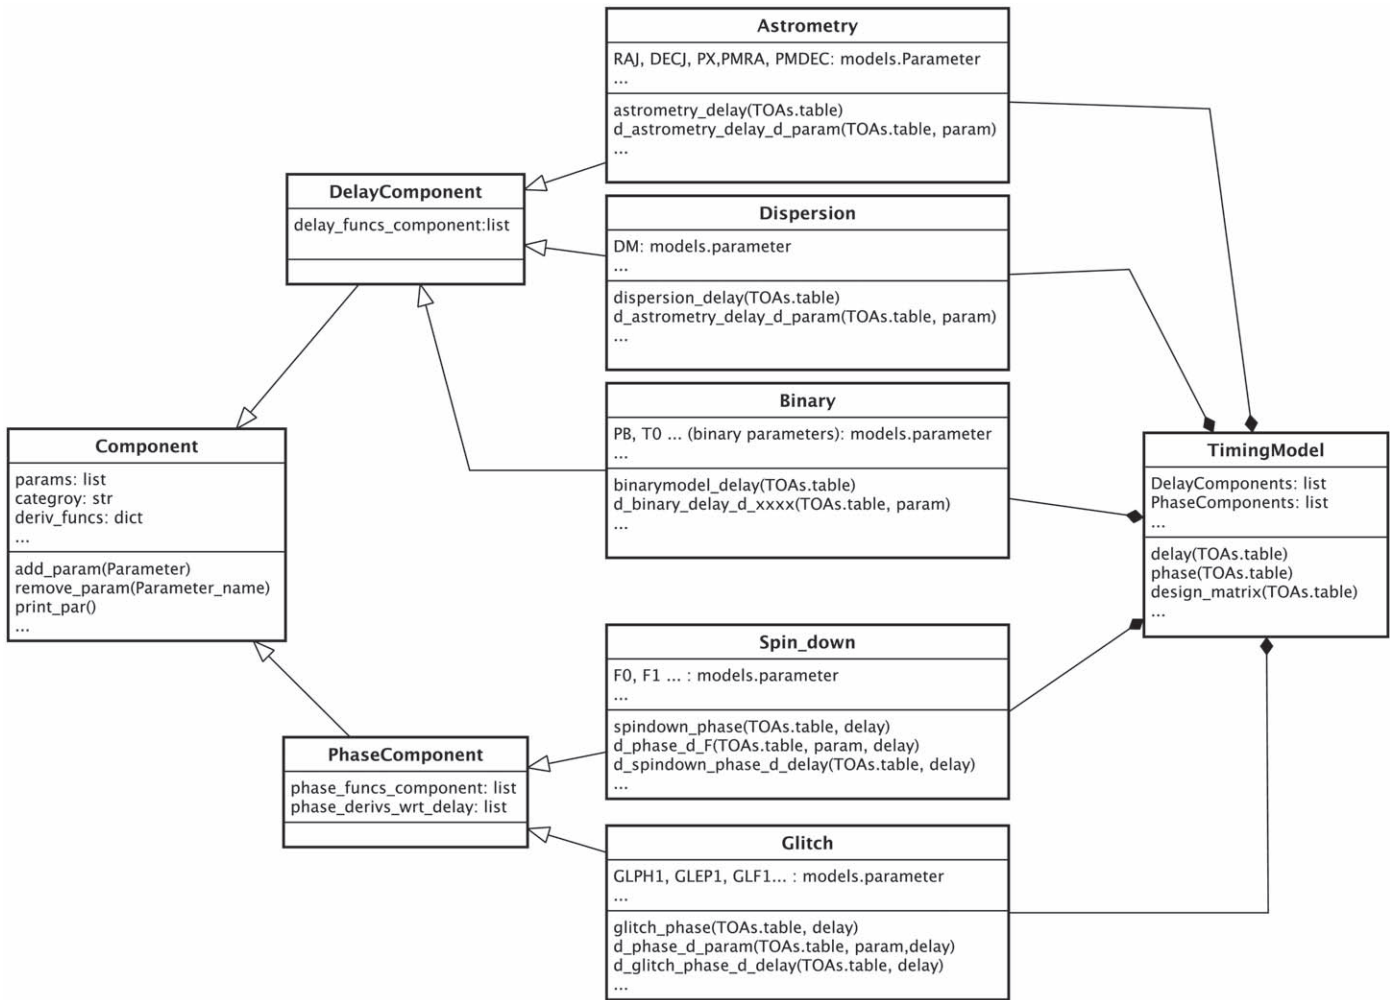 Astrometry
RAJ, DECJ, PX,PMRA, PMDEC: models.Parameter
...
astrometry_delay(TOAs.table)
d_astrometry_delay_d_param(TOAs.table, param)
...
DelayComponent
delay_funcs_component:list
Dispersion
DM: models.parameter
...
dispersion_delay(TOAs.table)
d_astrometry_delay_d_param(TOAs.table, param)
...
Binary
PB, T0 ... (binary parameters): models.parameter
...
binarymodel_delay(TOAs.table)
d_binary_delay_d_xxxx(TOAs.table, param)
...
Component
params: list
categroy: str
deriv_funcs: dict
...
add_param(Parameter)
remove_param(Parameter_name)
print_par()
...
TimingModel
DelayComponents: list
PhaseComponents: list
...
delay(TOAs.table)
phase(TOAs.table)
design_matrix(TOAs.table)
...
Spin_down
F0, F1 ... : models.parameter
...
spindown_phase(TOAs.table, delay)
d_phase_d_F(TOAs.table, param, delay)
d_spindown_phase_d_delay(TOAs.table, delay)
...
PhaseComponent
phase_funcs_component: list
phase_derivs_wrt_delay: list
Glitch
GLPH1, GLEP1, GLF1... : models.parameter
...
glitch_phase(TOAs.table, delay)
d_phase_d_param(TOAs.table, param,delay)
d_glitch_phase_d_delay(TOAs.table, delay)
...